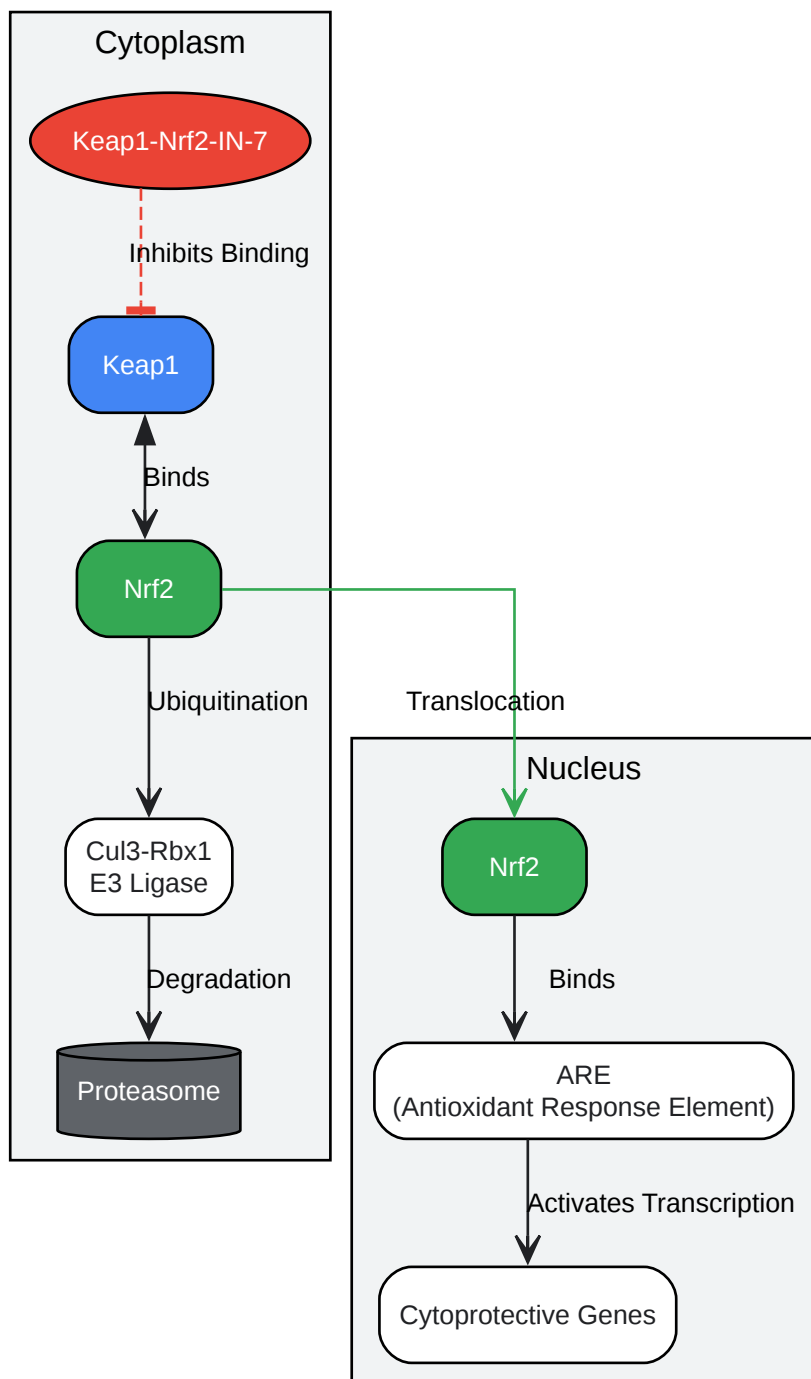 Cytoplasm
Keap1-Nrf2-IN-7
Inhibits Binding
Keap1
Binds
Nrf2
Ubiquitination
Translocation
Nucleus
Cul3-Rbx1
E3 Ligase
Nrf2
Degradation
Binds
Proteasome
ARE
(Antioxidant Response Element)
Activates Transcription
Cytoprotective Genes